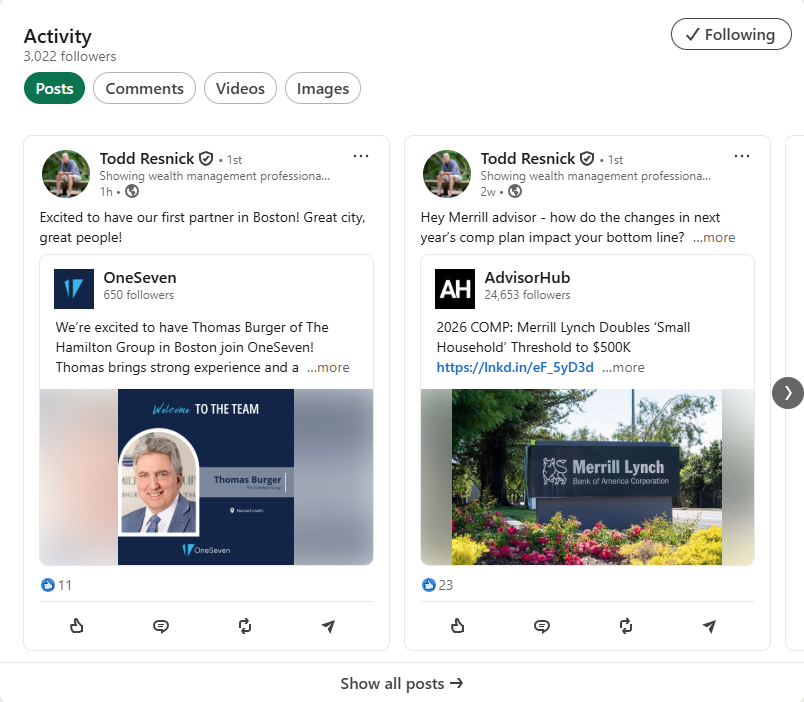 Activity
3,022 followers
Following
Posts
Comments
Videos
Images
Todd Resnick • 1st
Showing wealth management professiona...
1h •
Excited to have our first partner in Boston! Great city,
great people!
OneSeven
650 followers
We’re excited to have Thomas Burger of The
Hamilton Group in Boston join OneSeven!
Thomas brings strong experience and a ...more
Welcome TO THE TEAM
Thomas Burger
The Hamilton Group
Massachusetts
OneSeven
11
Todd Resnick • 1st
Showing wealth management professiona...
2w •
Hey Merrill advisor - how do the changes in next
year’s comp plan impact your bottom line? ...more
AH
AdvisorHub
24,653 followers
2026 COMP: Merrill Lynch Doubles ‘Small
Household’ Threshold to $500K
https://lnkd.in/eF_5yD3d ...more
Merrill Lynch
Bank of America Corporation
23
Show all posts →